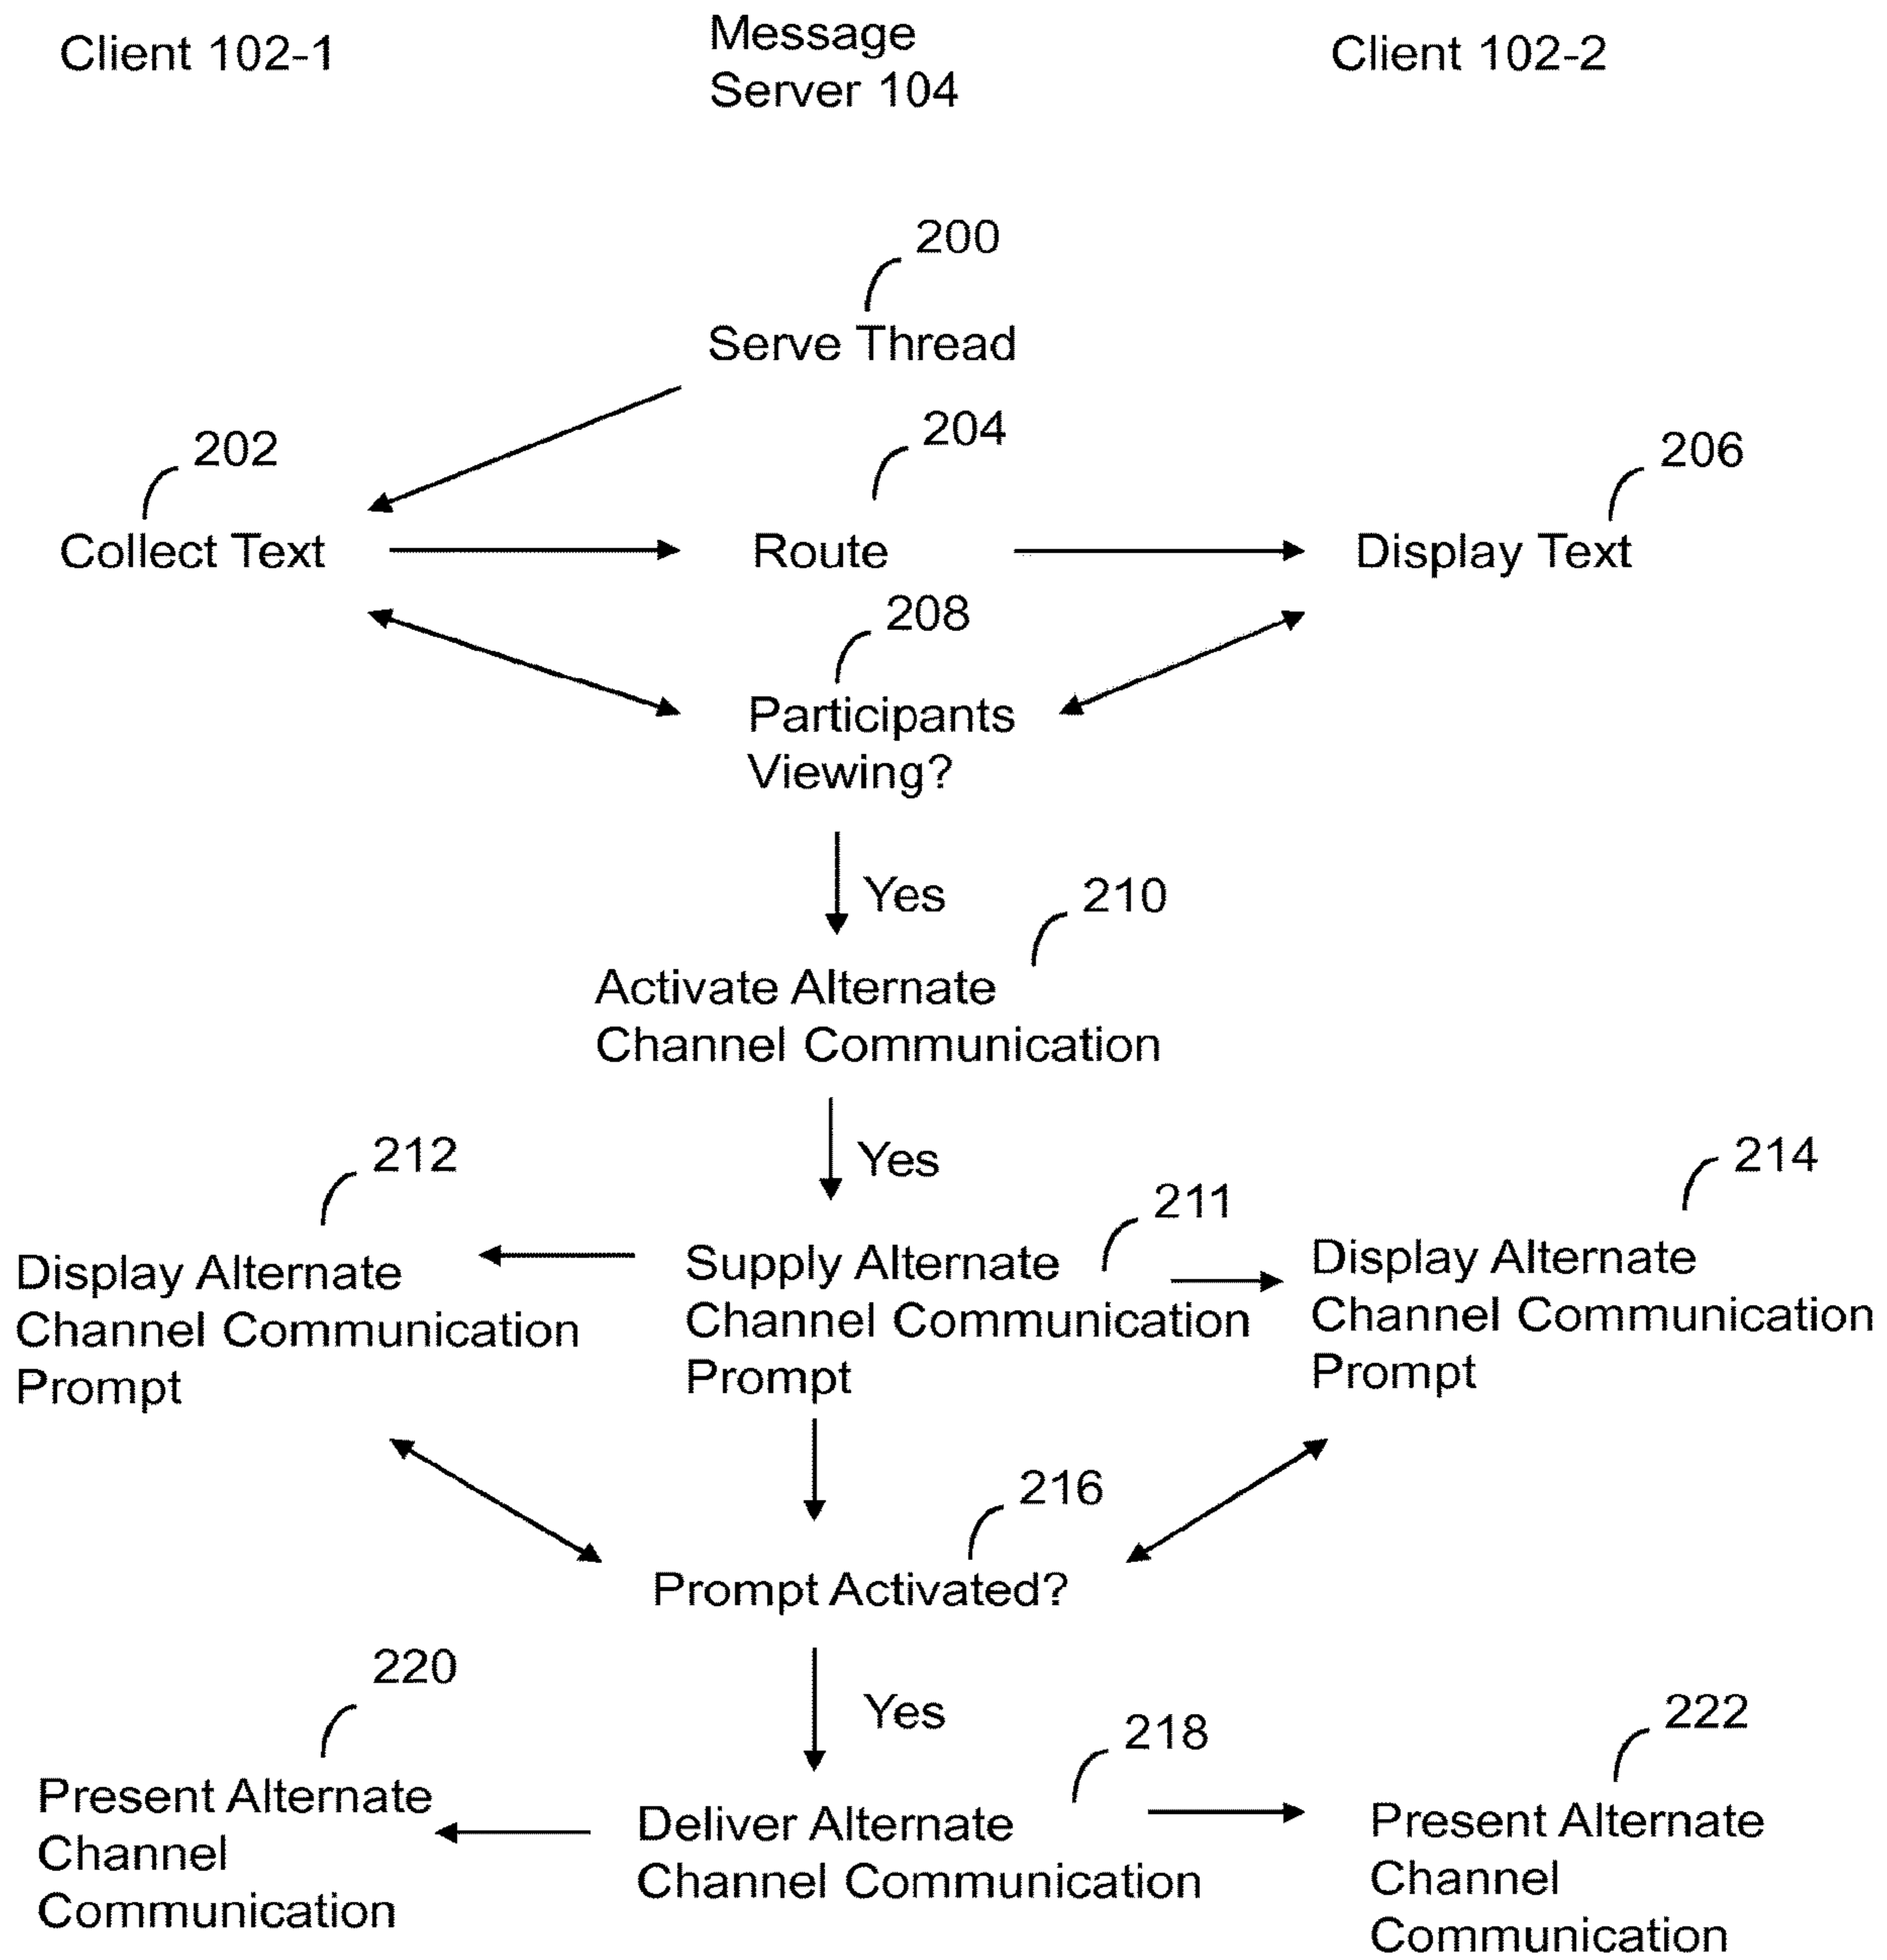 Client 102-1
Message
Server 104
Client 102-2
200
Serve Thread
202
204
206
Collect Text
Route
Display Text
208
Participants
Viewing?
Yes
210
Activate Alternate
Channel Communication
Yes
212
211
214
Display Alternate
Channel Communication
Prompt
Supply Alternate
Channel Communication
Prompt
Display Alternate
Channel Communication
Prompt
216
Prompt Activated?
Yes
220
218
222
Present Alternate
Channel
Communication
Deliver Alternate
Channel Communication
Present Alternate
Channel
Communication